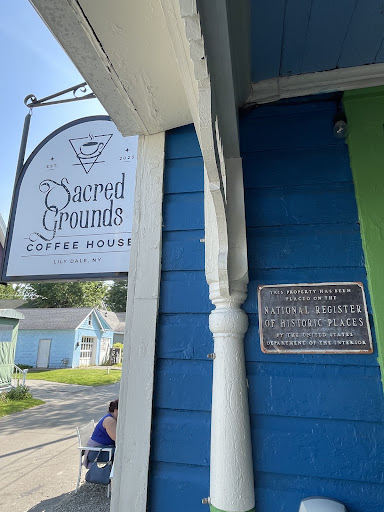 EST. 2025
Sacred
Grounds
COFFEE HOUSE
LILY DALE, NY
THIS PROPERTY HAS BEEN
PLACED ON THE
NATIONAL REGISTER
OF HISTORIC PLACES
BY THE UNITED STATES
DEPARTMENT OF THE INTERIOR